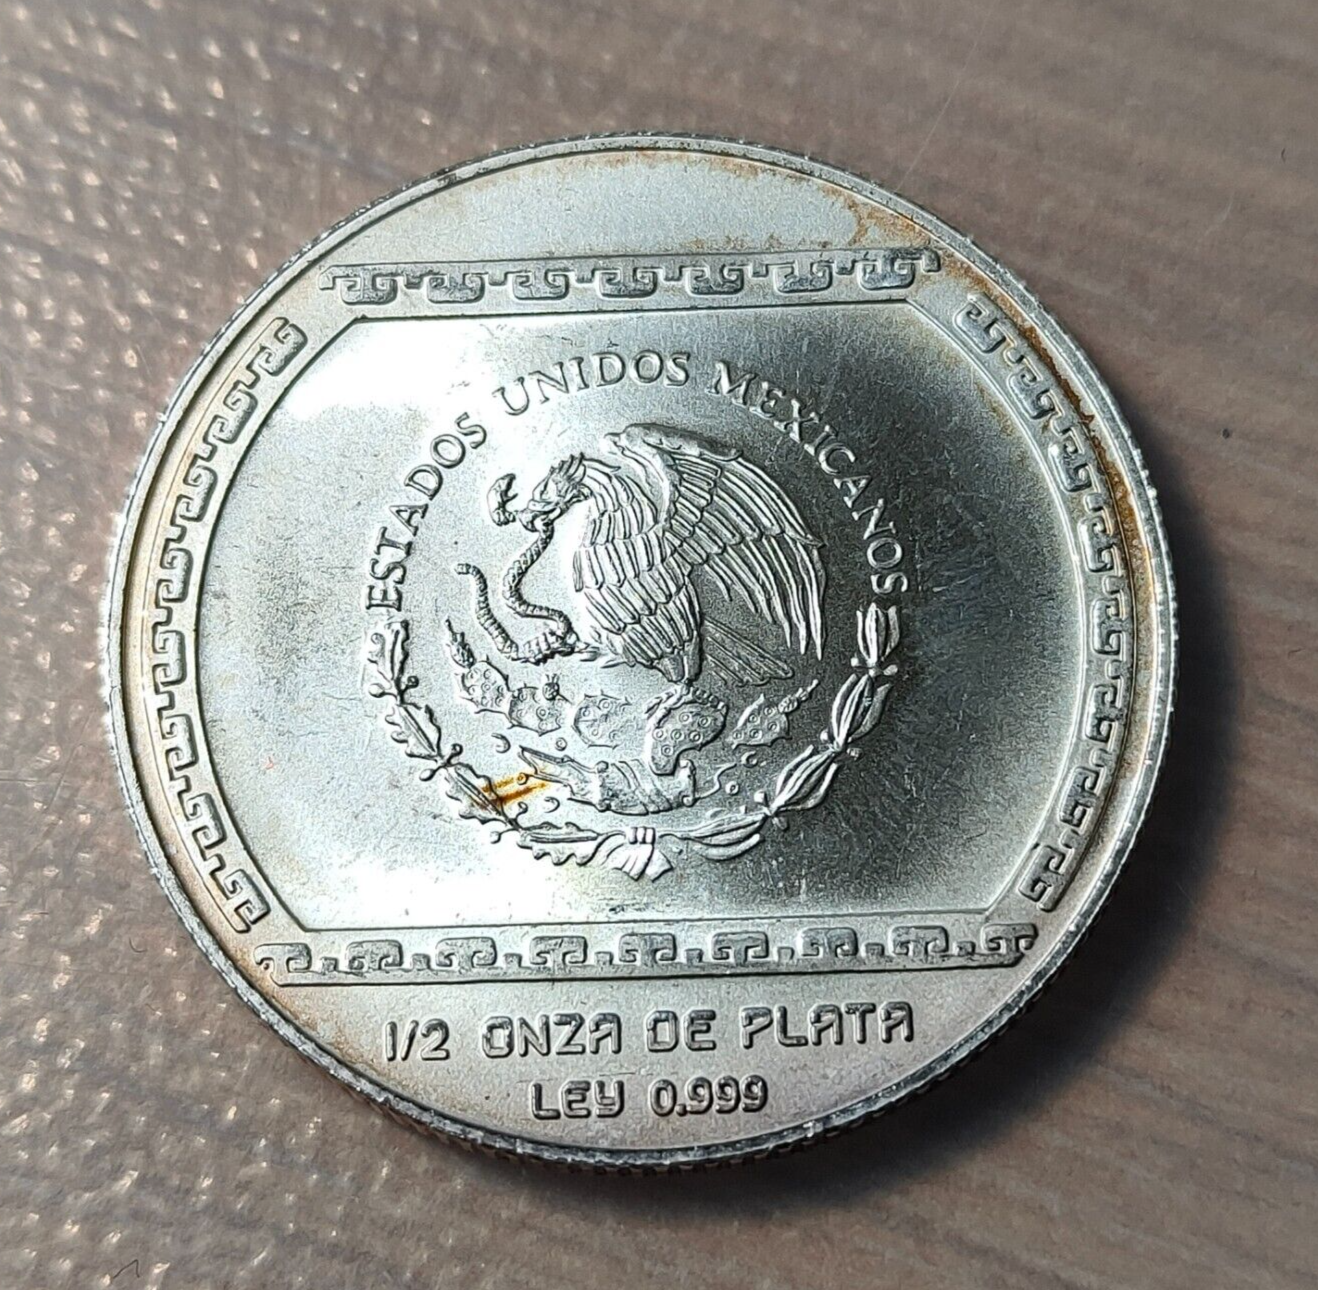 ESTADOS UNIDOS MEXICANOS
1/2 ONZA DE PLATA
LEY 0.999